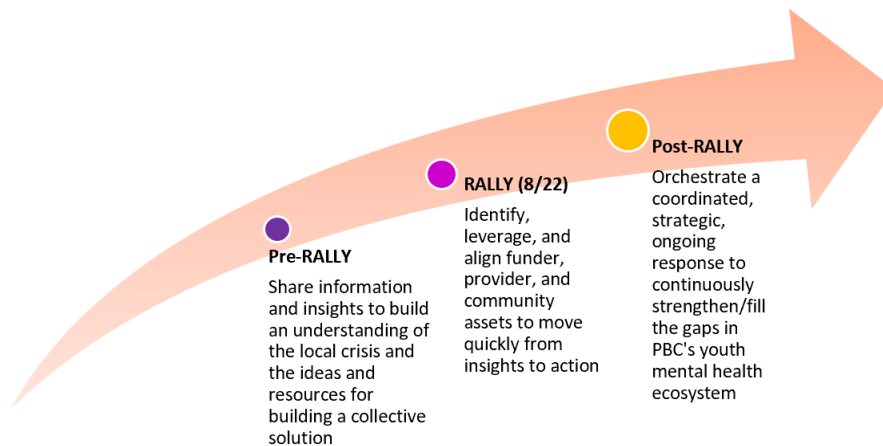 Pre-RALLY
Share information
and insights to build
an understanding of
the local crisis and
the ideas and
resources for
building a collective
solution
RALLY (8/22)
Identify,
leverage, and
align funder,
provider, and
community
assets to move
quickly from
insights to action
Post-RALLY
Orchestrate a
coordinated,
strategic,
ongoing
response to
continuously
strengthen/fill
the gaps in
PBC's youth
mental health
ecosystem